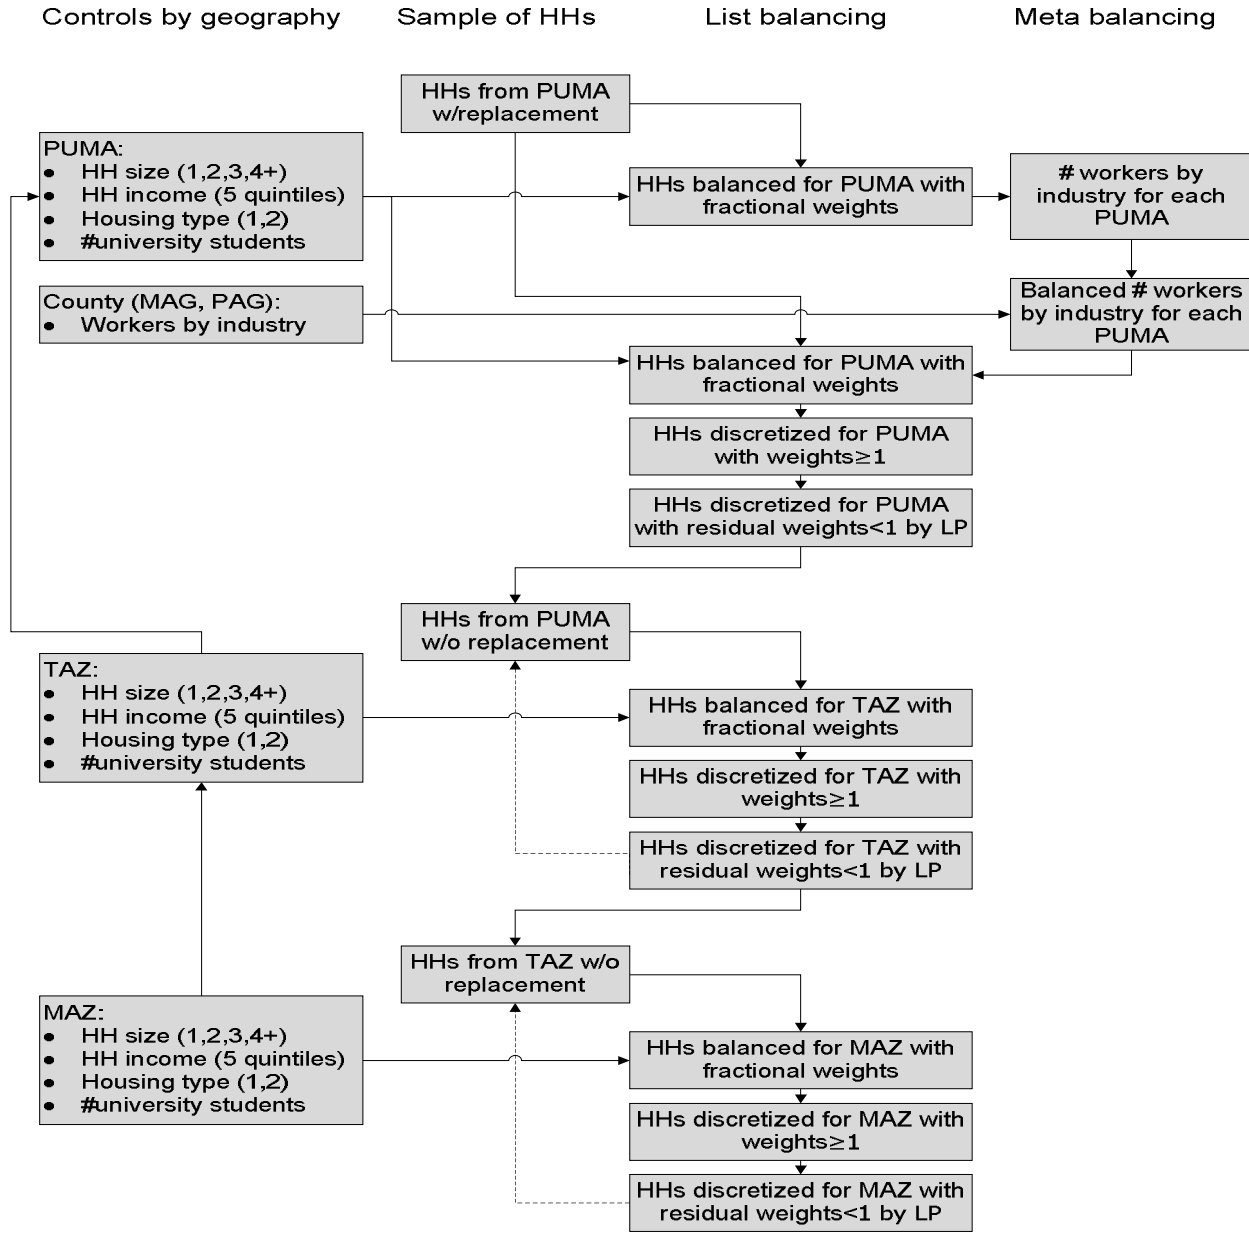 Controls by geography
Sample of HHs
List balancing
Meta balancing
HHs from PUMA
w/replacement
PUMA:
● HH size (1,2,3,4+)
● HH income (5 quintiles)
● Housing type (1,2)
● #university students
HHs balanced for PUMA with
fractional weights
# workers by
industry for each
PUMA
County (MAG, PAG):
● Workers by industry
Balanced # workers
by industry for each
PUMA
HHs balanced for PUMA with
fractional weights
HHs discretized for PUMA
with weights≥1
HHs discretized for PUMA
with residual weights<1 by LP
HHs from PUMA
w/o replacement
TAZ:
● HH size (1,2,3,4+)
● HH income (5 quintiles)
● Housing type (1,2)
● #university students
HHs balanced for TAZ with
fractional weights
HHs discretized for TAZ with
weights≥1
HHs discretized for TAZ with
residual weights<1 by LP
HHs from TAZ w/o
replacement
MAZ:
● HH size (1,2,3,4+)
● HH income (5 quintiles)
● Housing type (1,2)
● #university students
HHs balanced for MAZ with
fractional weights
HHs discretized for MAZ with
weights≥1
HHs discretized for MAZ with
residual weights<1 by LP